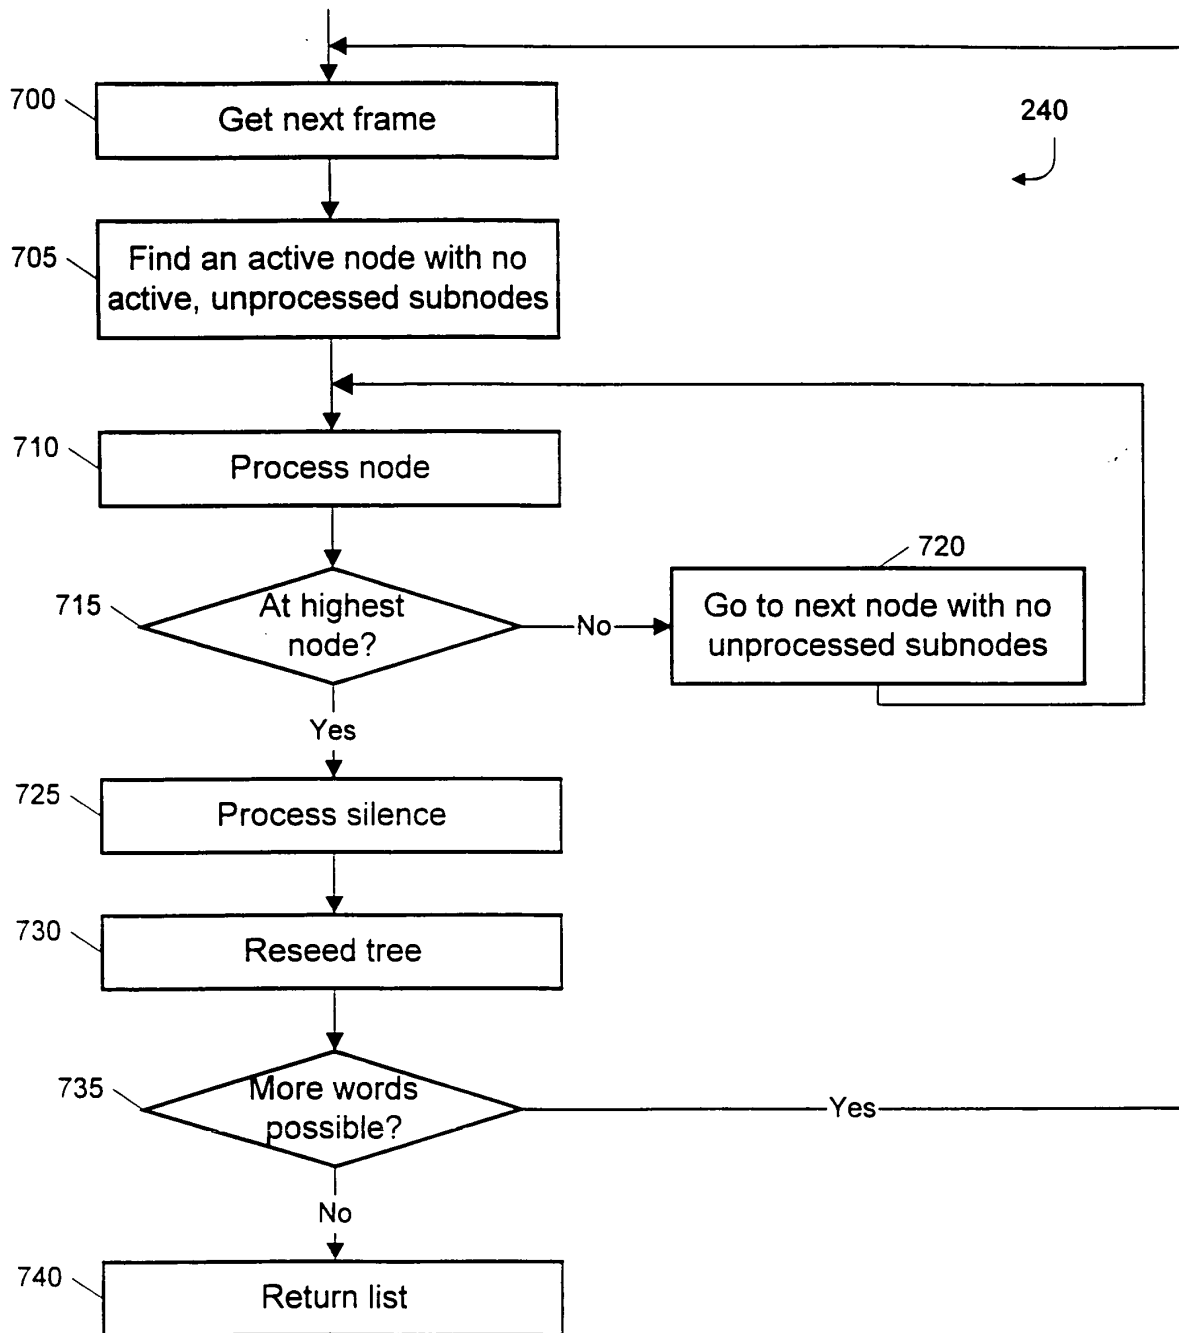 700
Get next frame
240
705
Find an active node with no
active, unprocessed subnodes
710
Process node
720
715
At highest
node?
No
Go to next node with no
unprocessed subnodes
Yes
725
Process silence
730
Reseed tree
735
More words
possible?
Yes
No
740
Return list